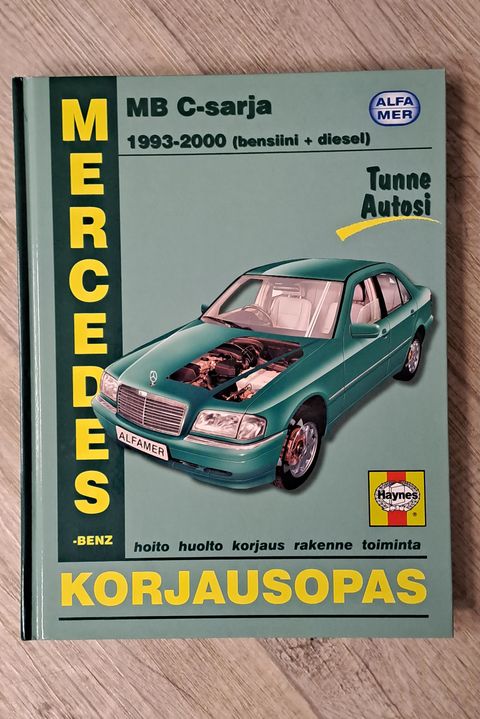 MERCEDES
-BENZ
MB C-sarja
1993-2000 (bensiini + diesel)
ALFA
MER
Tunne
Autosi
ALFAMER
Haynes
®
hoito huolto korjaus rakenne toiminta
KORJAUSOPAS